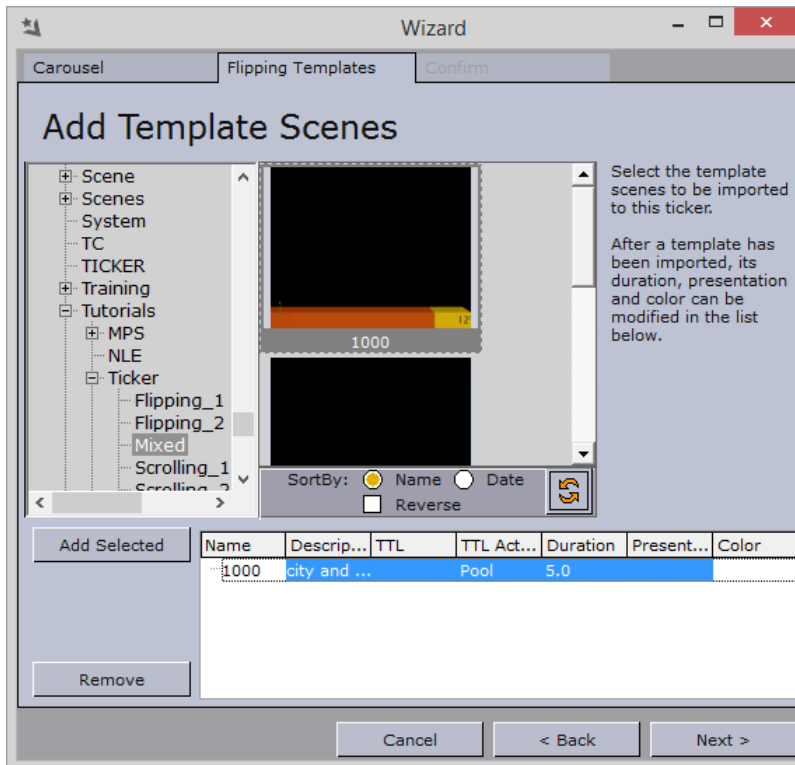 Wizard
Carousel
Flipping Templates
Confirm
Add Template Scenes
Scene
Scenes
System
TC
TICKER
Training
Tutorials
MPS
NLE
Ticker
Flipping_1
Flipping_2
Mixed
Scrolling_1
Scrolling_2
12°
1000
SortBy: Name Date
Reverse
Select the template
scenes to be imported
to this ticker.
After a template has
been imported, its
duration, presentation
and color can be
modified in the list
below.
Add Selected
Remove
Name Descrip... TTL TTL Act... Duration Present... Color
1000 city and ... Pool 5.0
Cancel < Back Next >